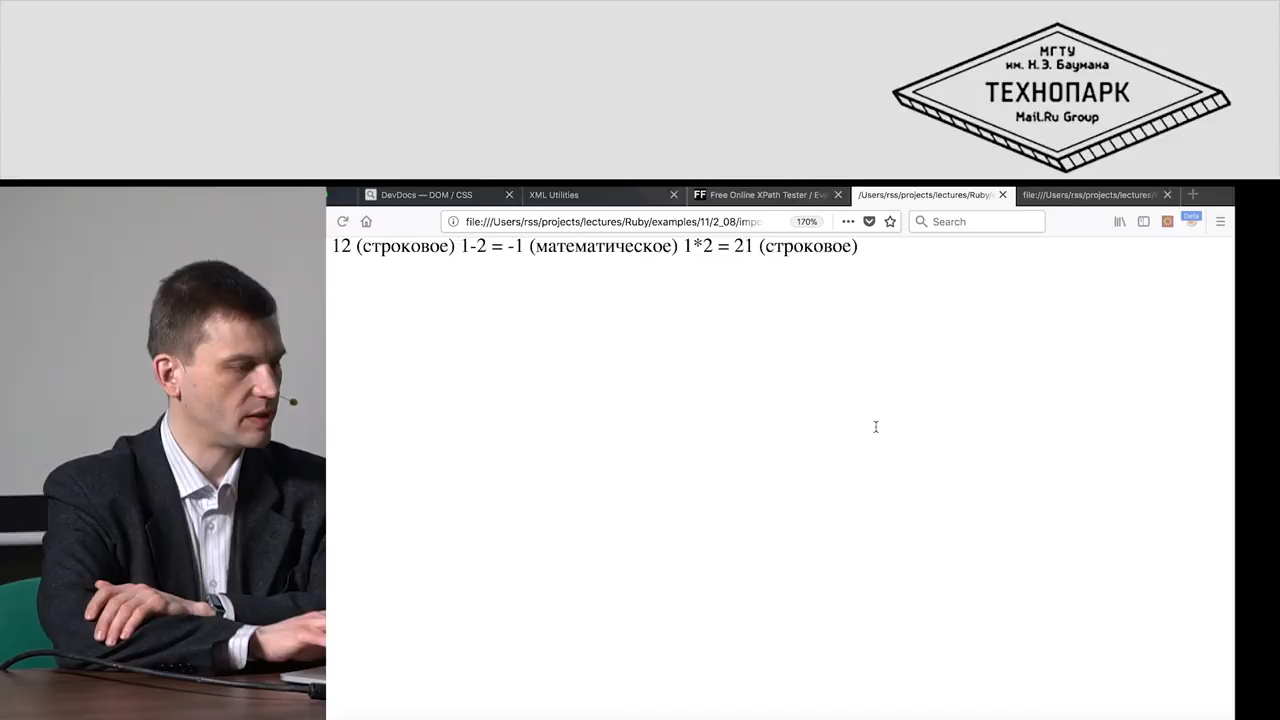 МГТУ
им. Н.Э. Баумана
ТЕХНОПАРК
Mail.Ru Group
DevDocs — DOM / CSS
XML Utilities
FF Free Online XPath Tester / Eva
/Users/rss/projects/lectures/Ruby/
file:///Users/rss/projects/lectures/
file:///Users/rss/projects/lectures/Ruby/examples/11/2_08/impo
170%
Search
12 (строковое) 1-2 = -1 (математическое) 1*2 = 21 (строковое)